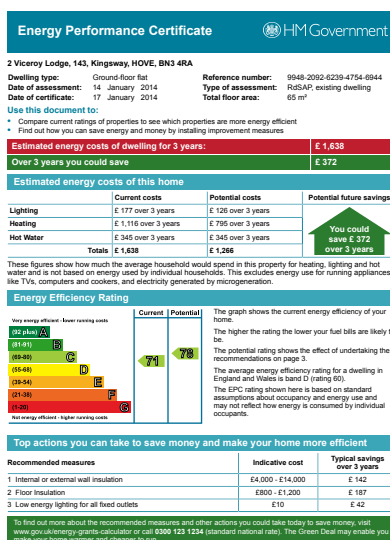 Energy Performance Certificate
HM Government
2 Viceroy Lodge, 143, Kingsway, HOVE, BN3 4RA
Dwelling type: Ground-floor flat
Reference number: 9948-2092-6239-4754-6944
Date of assessment: 14 January 2014
Type of assessment: RdSAP, existing dwelling
Date of certificate: 17 January 2014
Total floor area: 65 m²
Use this document to:
• Compare current ratings of properties to see which properties are more energy efficient
• Find out how you can save energy and money by installing improvement measures
Estimated energy costs of dwelling for 3 years: £ 1,638
Over 3 years you could save £ 372
Estimated energy costs of this home
Current costs Potential costs Potential future savings
Lighting £ 177 over 3 years £ 126 over 3 years
Heating £ 1,116 over 3 years £ 795 over 3 years
Hot Water £ 345 over 3 years £ 345 over 3 years
Totals £ 1,638 £ 1,266
You could
save £ 372
over 3 years
These figures show how much the average household would spend in this property for heating, lighting and hot
water and is not based on energy used by individual households. This excludes energy use for running appliances
like TVs, computers and cookers, and electricity generated by microgeneration.
Energy Efficiency Rating
Current Potential
Very energy efficient - lower running costs
(92 plus) A
(81-91) B
(69-80) C
(55-68) D
(39-54) E
(21-38) F
(1-20) G
Not energy efficient - higher running costs
71
78
The graph shows the current energy efficiency of your
home.
The higher the rating the lower your fuel bills are likely
be.
The potential rating shows the effect of undertaking the
recommendations on page 3.
The average energy efficiency rating for a dwelling in
England and Wales is band D (rating 60).
The EPC rating shown here is based on standard
assumptions about occupancy and energy use and
may not reflect how energy is consumed by individual
occupants.
Top actions you can take to save money and make your home more efficient
Recommended measures Indicative cost Typical savings
over 3 years
1 Internal or external wall insulation £4,000 - £14,000 £ 142
2 Floor Insulation £800 - £1,200 £ 187
3 Low energy lighting for all fixed outlets £10 £ 42
To find out more about the recommended measures and other actions you could take today to save money, visit
www.gov.uk/energy-grants-calculator or call 0300 123 1234 (standard national rate). The Green Deal may enable you
make your home warmer and cheaper to run.